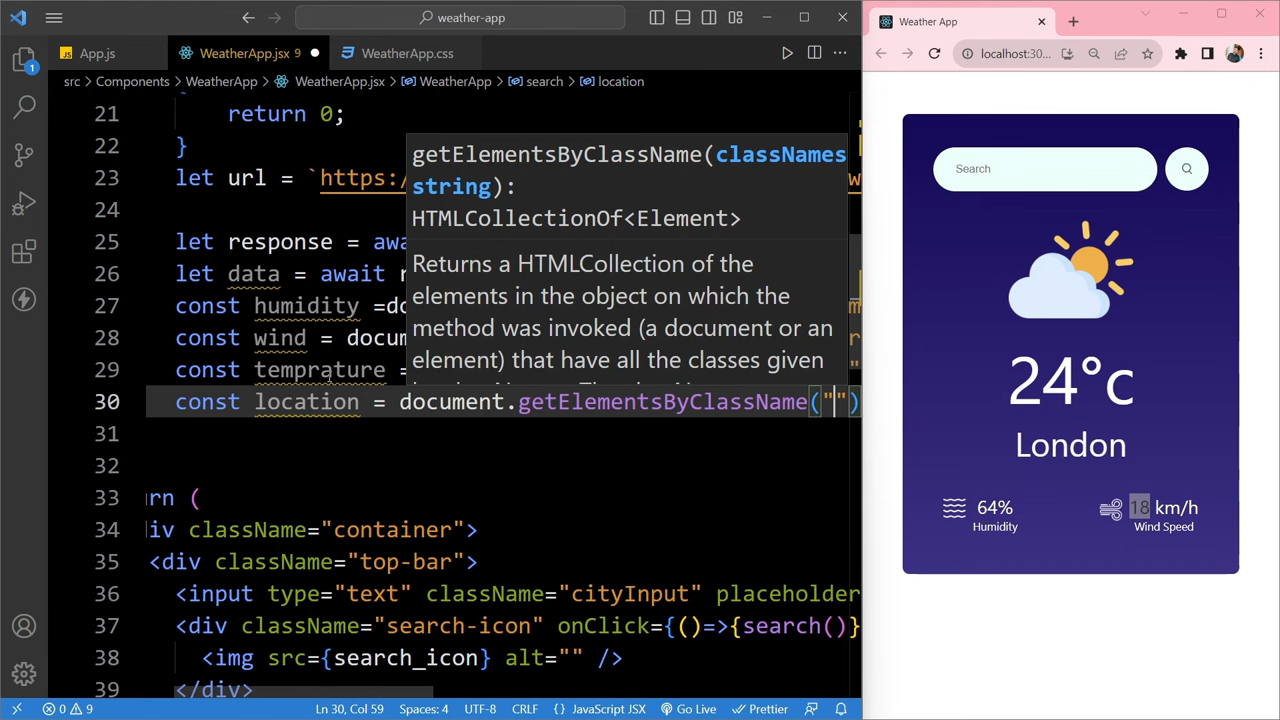 weather-app
App.js
WeatherApp.jsx 9
WeatherApp.css
src > Components > WeatherApp > WeatherApp.jsx > WeatherApp > search > location
21 return 0;
22 }
23 let url = `https:/
24
25 let response = awa
26 let data = await r
27 const humidity =do
28 const wind = docum
29 const temprature =
30 const location = document.getElementsByClassName("")
31
32
33 rn (
34 iv className="container">
35 <div className="top-bar">
36 <input type="text" className="cityInput" placeholder
37 <div className="search-icon" onClick={()=>{search()}
38 <img src={search_icon} alt="" />
39 </div>
getElementsByClassName(classNames
string):
HTMLCollectionOf<Element>
Returns a HTMLCollection of the
elements in the object on which the
method was invoked (a document or an
element) that have all the classes given
1
0 9
Ln 30, Col 59
Spaces: 4
UTF-8
CRLF
{} JavaScript JSX
Go Live
Prettier
Weather App
localhost:30...
Search
24°c
London
64%
Humidity
18 km/h
Wind Speed